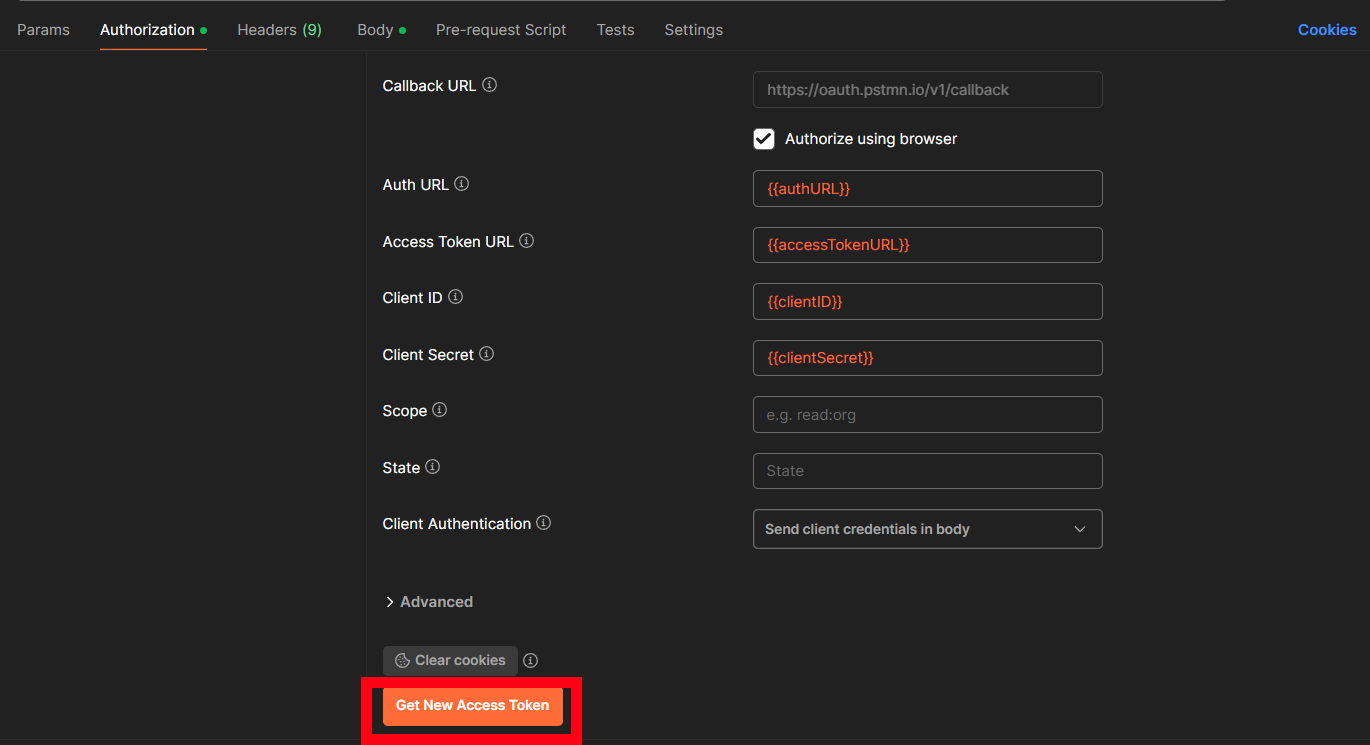 Params Authorization Headers (9) Body Pre-request Script Tests Settings Cookies
Callback URL https://oauth.pstmn.io/v1/callback
Authorize using browser
Auth URL {{authURL}}
Access Token URL {{accessTokenURL}}
Client ID {{clientID}}
Client Secret {{clientSecret}}
Scope e.g. read:org
State State
Client Authentication Send client credentials in body
Advanced
Clear cookies
Get New Access Token